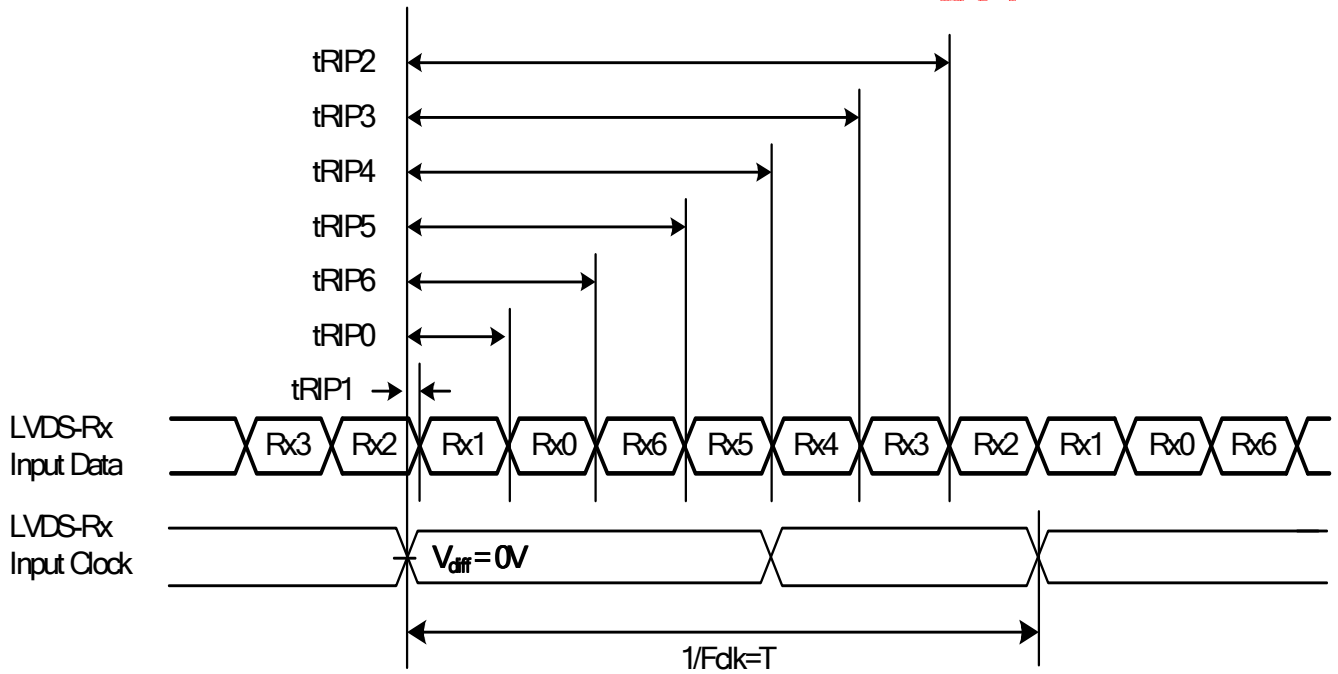 tRIP2
tRIP3
tRIP4
tRIP5
tRIP6
tRIP0
tRIP1
LVDS-Rx
Input Data
Rx3 Rx2 Rx1 Rx0 Rx6 Rx5 Rx4 Rx3 Rx2 Rx1 Rx0 Rx6
LVDS-Rx
Input Clock
Vdiff = 0V
1/Fclk=T